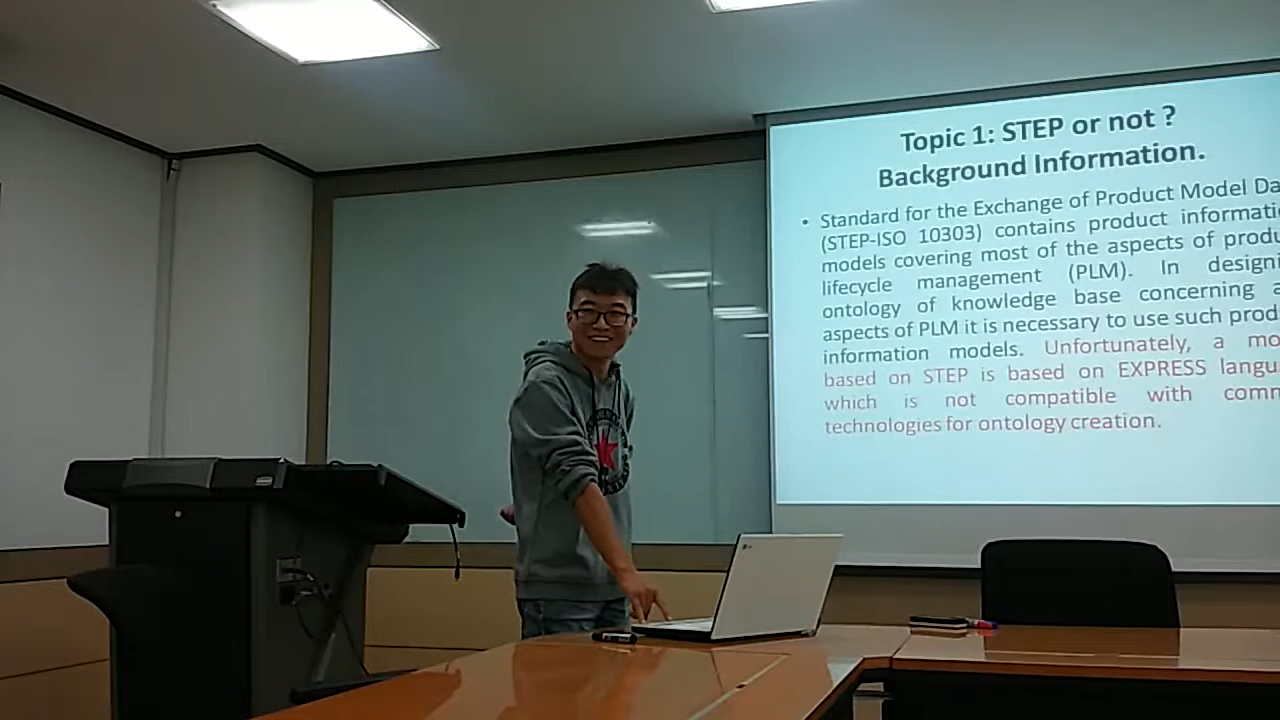 Topic 1: STEP or not ?
Background Information.
• Standard for the Exchange of Product Model Da
(STEP-ISO 10303) contains product informati
models covering most of the aspects of produ
lifecycle management (PLM). In designi
ontology of knowledge base concerning a
aspects of PLM it is necessary to use such prod
information models. Unfortunately, a mo
based on STEP is based on EXPRESS langu
which is not compatible with comm
technologies for ontology creation.